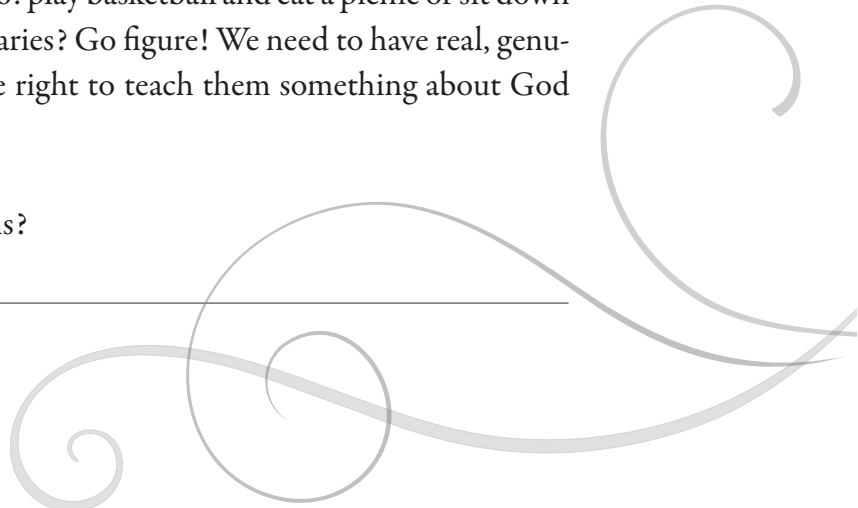 play basketball and eat a picnic or sit down
aries? Go figure! We need to have real, genu-
e right to teach them something about God
s?